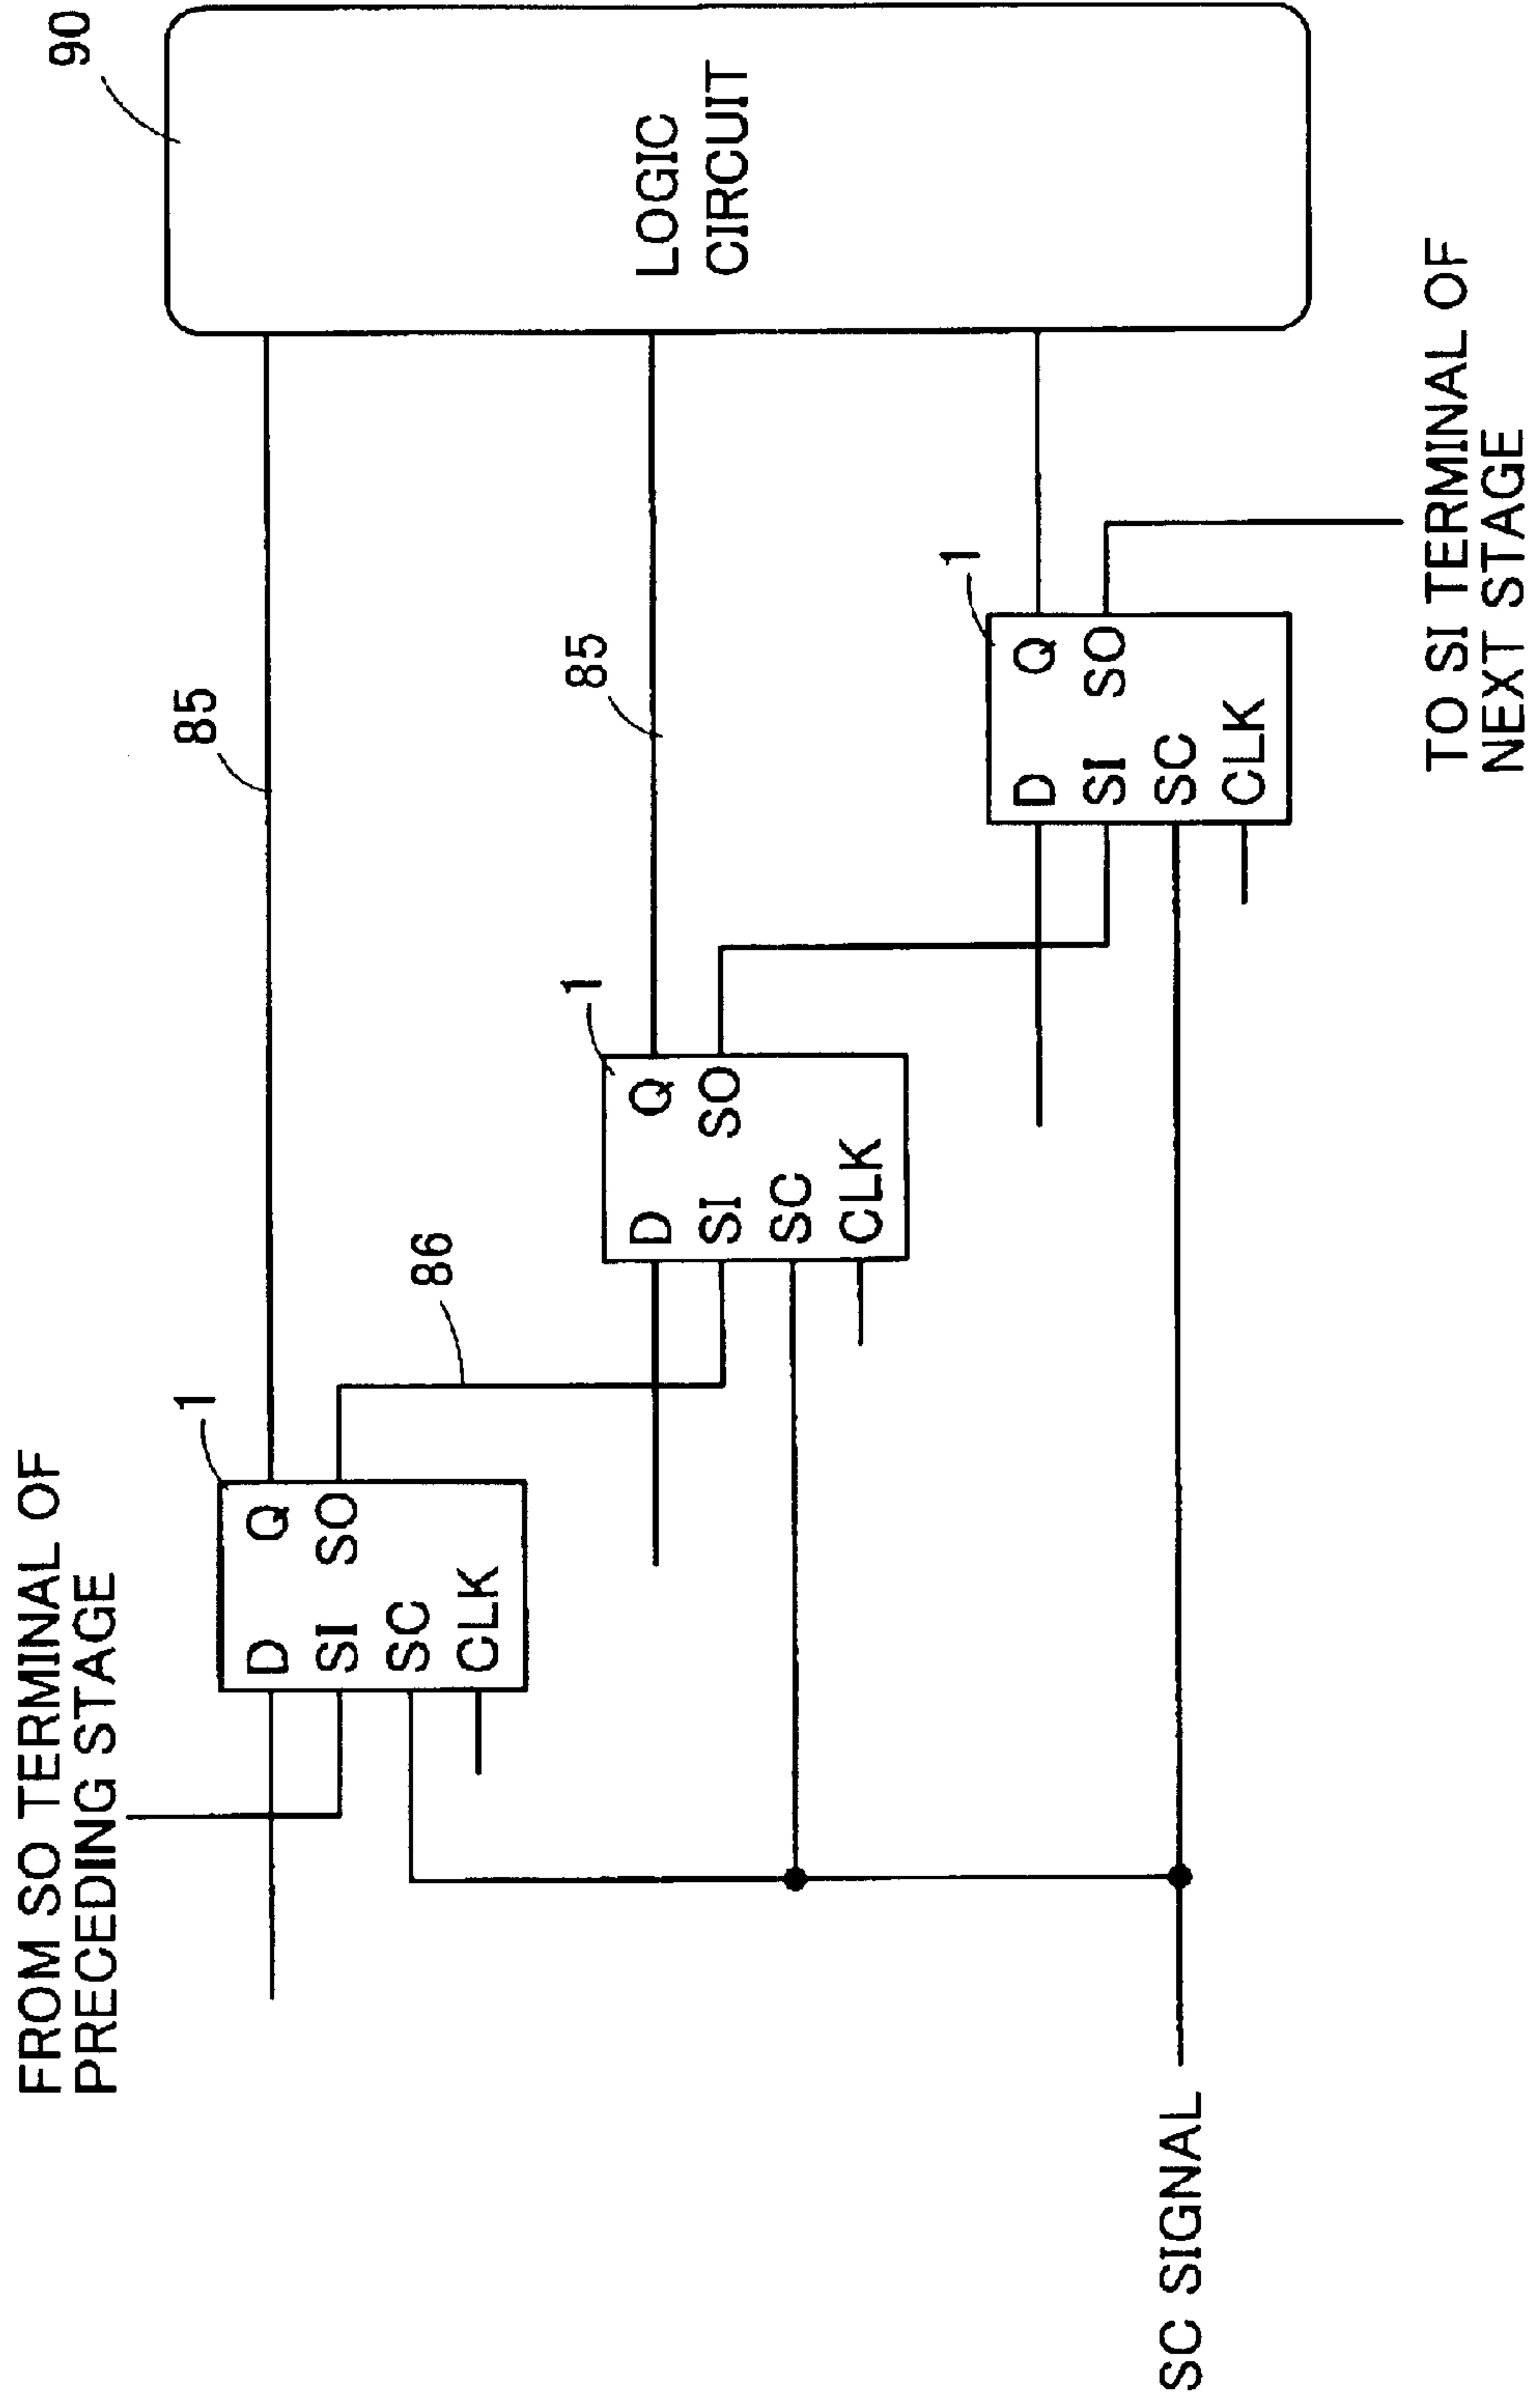 FROM SO TERMINAL OF
PRECEDING STAGE
90
85
1
D Q
SI SO
SC
CLK
86
85
1
D Q
SI SO
SC
CLK
1
D Q
SI SO
SC
CLK
LOGIC
CIRCUIT
SC SIGNAL
TO SI TERMINAL OF
NEXT STAGE